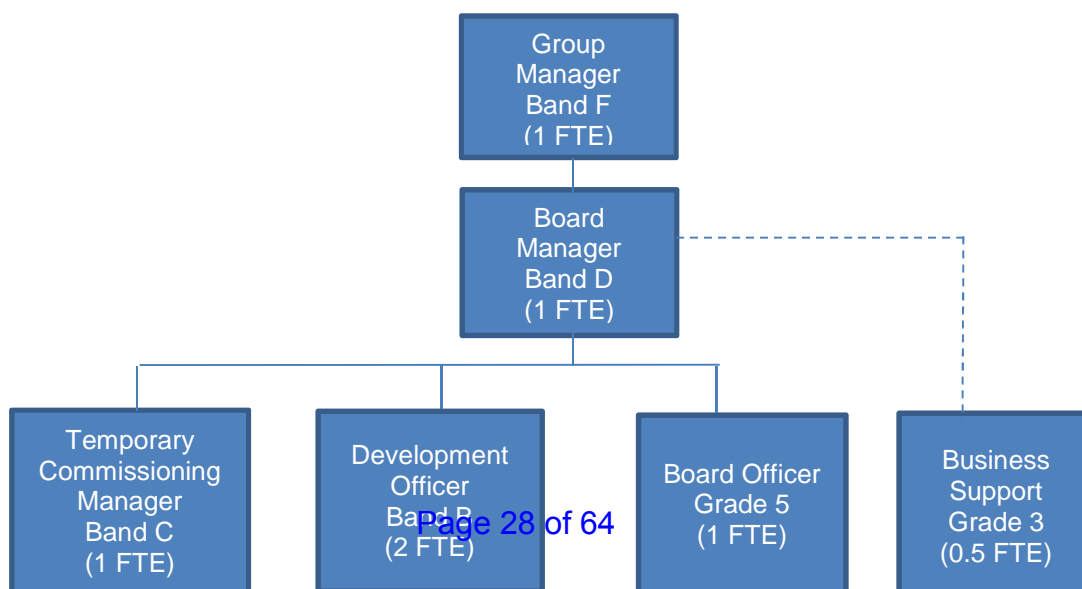 Group
Manager
Band F
(1 FTE)
Board
Manager
Band D
(1 FTE)
Temporary
Commissioning
Manager
Band C
(1 FTE)
Development
Officer
Band B
(2 FTE)
Board Officer
Grade 5
(1 FTE)
Business
Support
Grade 3
(0.5 FTE)
Page 28 of 64